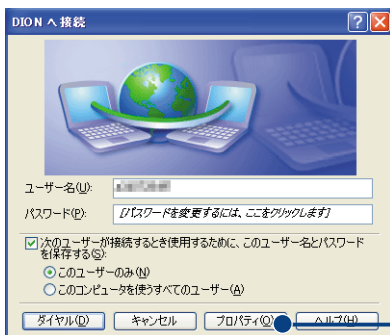 DION へ接続
ユーザー名(U):
パスワード(P): [パスワードを変更するには、ここをクリックします]
次のユーザーが接続するとき使用するために、このユーザー名とパスワード
を保存する(S):
このユーザーのみ(N)
このコンピュータを使うすべてのユーザー(A)
ダイヤル(D) キャンセル プロパティ(O) ヘルプ(H)